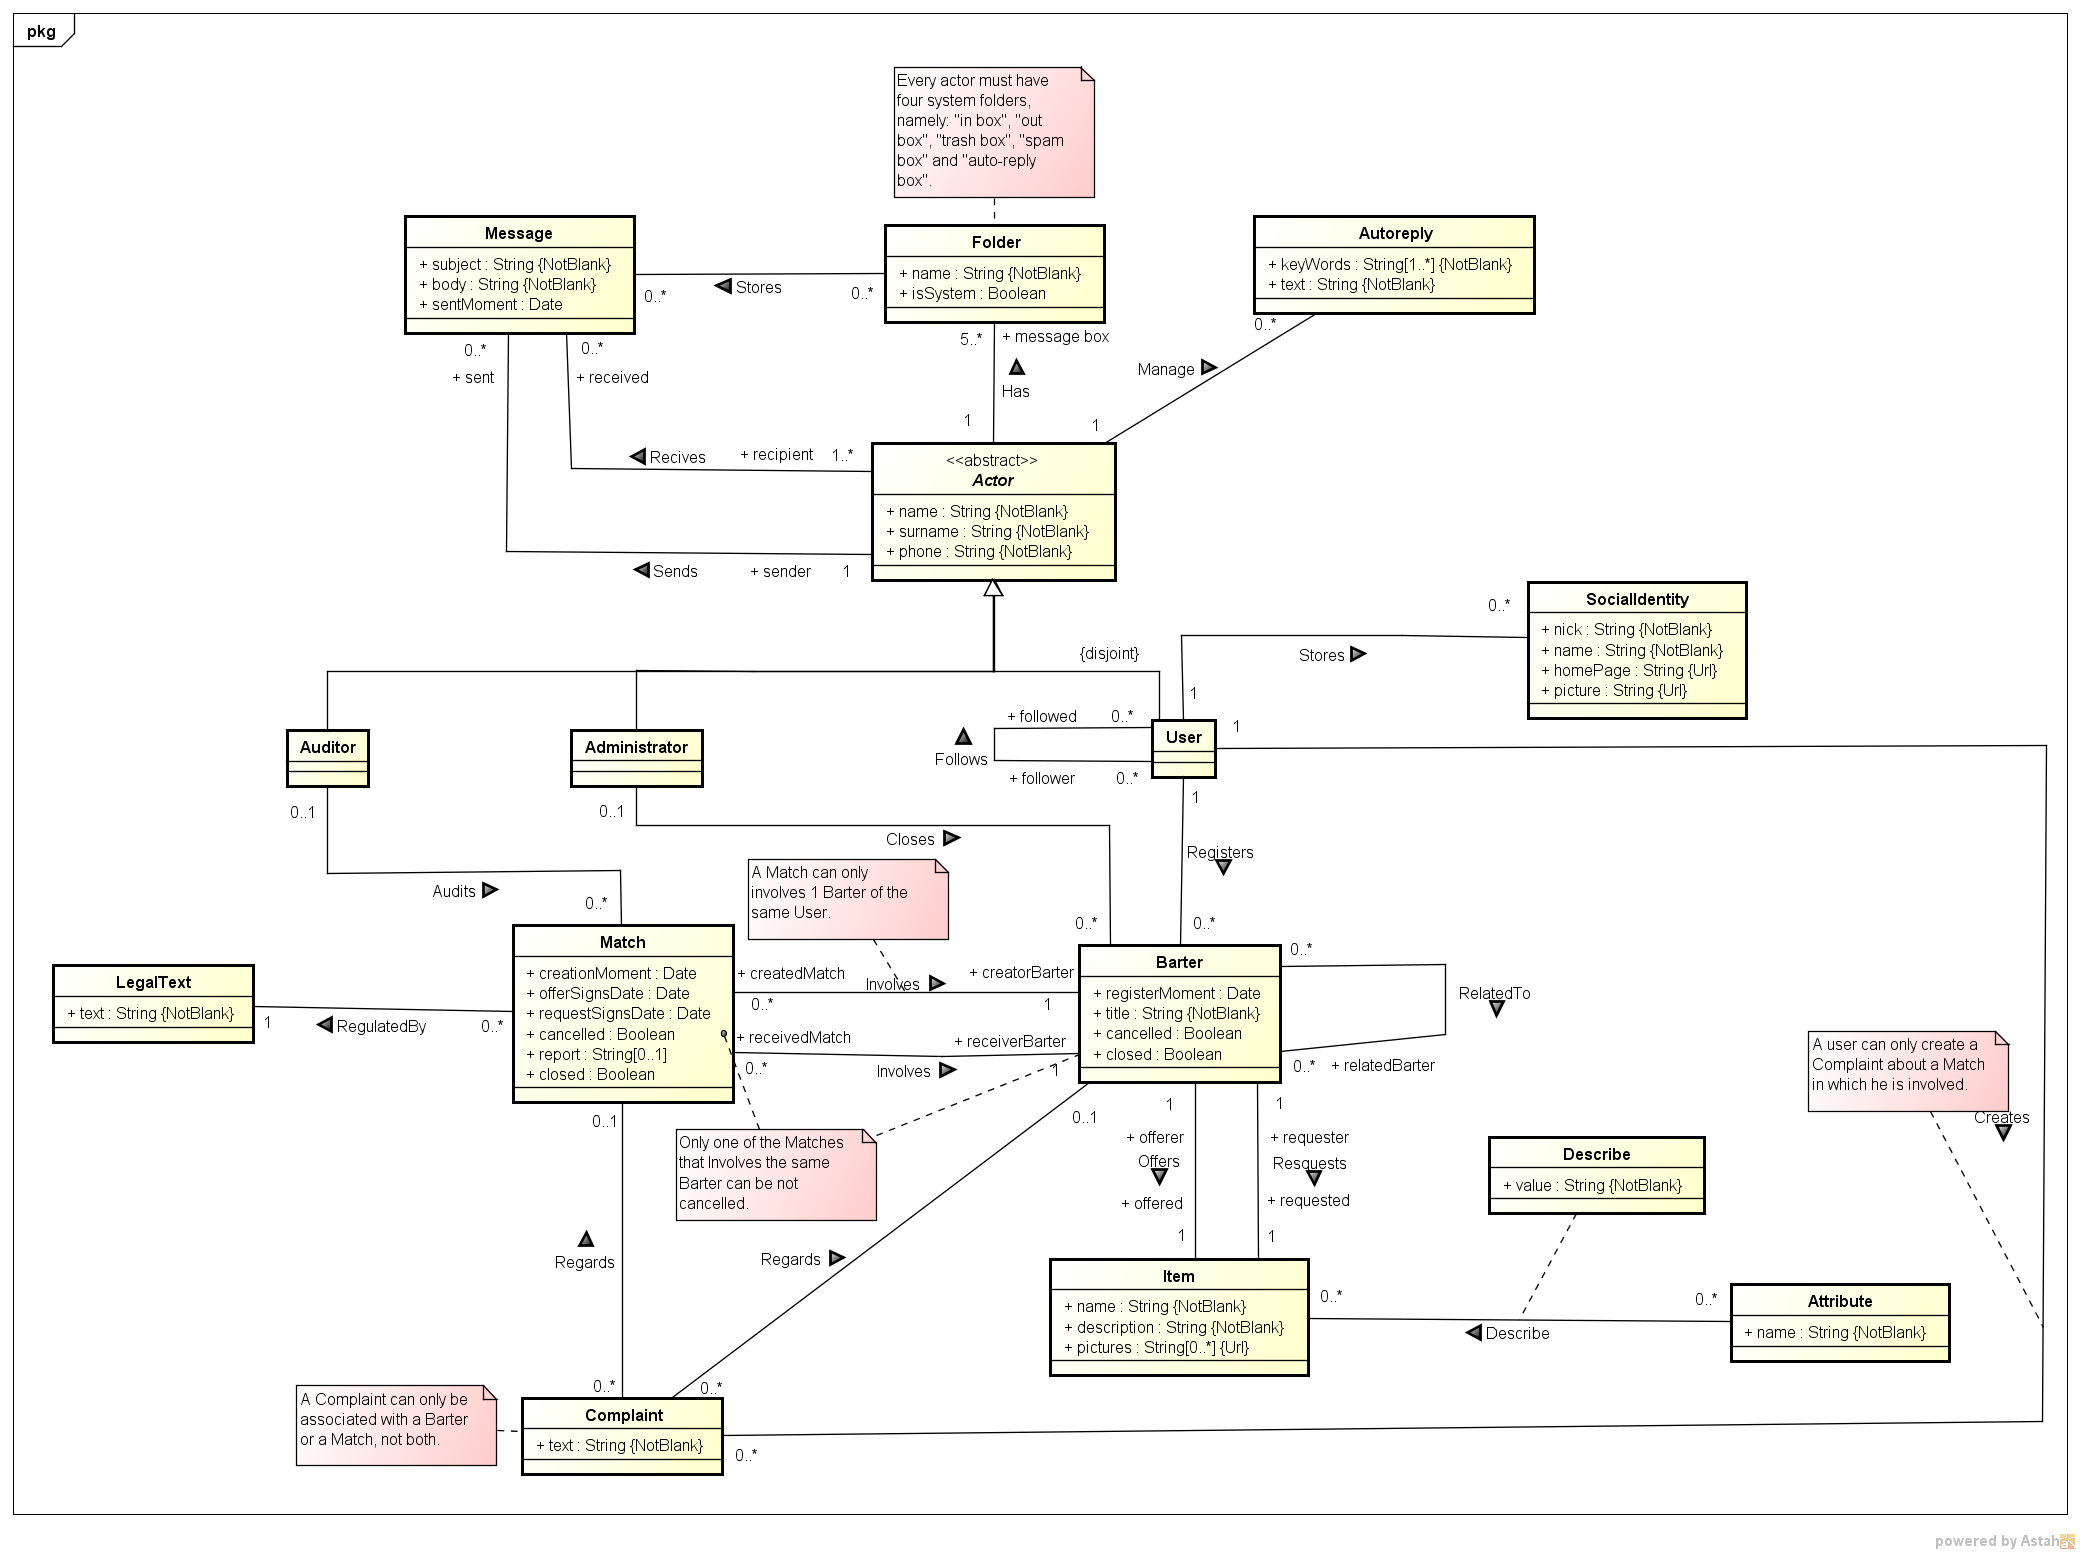 pkg
Every actor must have
four system folders,
namely: "in box", "out
box", "trash box", "spam
box" and "auto-reply
box".
Message
+ subject : String {NotBlank}
+ body : String {NotBlank}
+ sentMoment : Date
0..*
Stores
0..*
Folder
+ name : String {NotBlank}
+ isSystem : Boolean
Autoreply
+ keyWords : String[1..*] {NotBlank}
+ text : String {NotBlank}
0..*
+ sent
0..*
+ received
5..*
+ message box
Has
1
0..*
Manage
1
Recives
+ recipient
1..*
Sends
+ sender
1
<<abstract>>
Actor
+ name : String {NotBlank}
+ surname : String {NotBlank}
+ phone : String {NotBlank}
{disjoint}
SocialIdentity
+ nick : String {NotBlank}
+ name : String {NotBlank}
+ homePage : String {Url}
+ picture : String {Url}
0..*
Stores
1
Auditor
Administrator
User
+ followed
0..*
Follows
+ follower
0..*
1
0..1
0..1
1
Closes
Registers
Audits
0..*
0..*
0..*
A Match can only
involves 1 Barter of the
same User.
LegalText
+ text : String {NotBlank}
1
RegulatedBy
0..*
Match
+ creationMoment : Date
+ offerSignsDate : Date
+ requestSignsDate : Date
+ cancelled : Boolean
+ report : String[0..1]
+ closed : Boolean
+ createdMatch
0..*
Involves
+ creatorBarter
1
+ receivedMatch
0..*
Involves
+ receiverBarter
1
Barter
+ registerMoment : Date
+ title : String {NotBlank}
+ cancelled : Boolean
+ closed : Boolean
0..*
RelatedTo
0..*
+ relatedBarter
A user can only create a
Complaint about a Match
in which he is involved.
Creates
0..1
0..1
Only one of the Matches
that Involves the same
Barter can be not
cancelled.
1
+ offerer
Offers
+ offered
1
1
+ requester
Resquests
+ requested
1
Describe
+ value : String {NotBlank}
Regards
Regards
Item
+ name : String {NotBlank}
+ description : String {NotBlank}
+ pictures : String[0..*] {Url}
0..*
Describe
0..*
Attribute
+ name : String {NotBlank}
0..*
0..*
A Complaint can only be
associated with a Barter
or a Match, not both.
Complaint
+ text : String {NotBlank}
0..*
powered by Astah